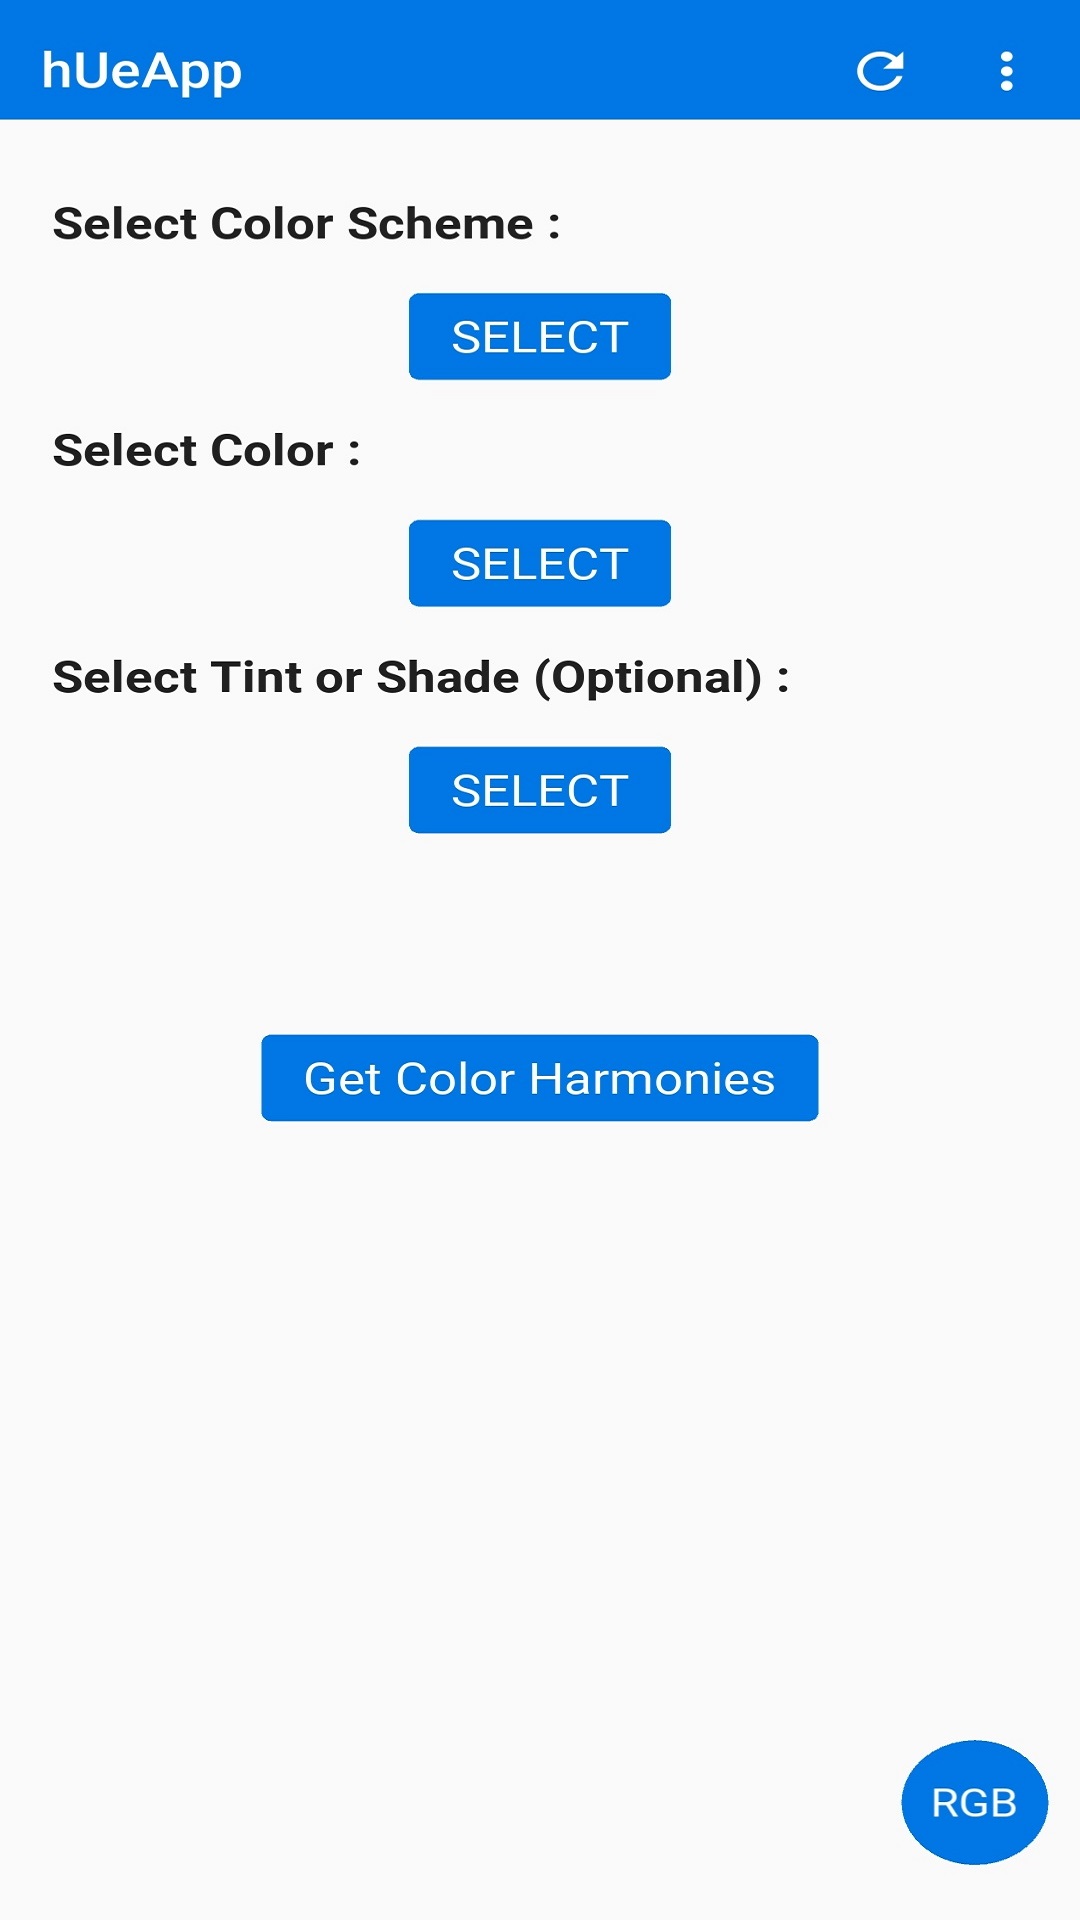 hUeApp
Select Color Scheme :
SELECT
Select Color :
SELECT
Select Tint or Shade (Optional) :
SELECT
Get Color Harmonies
RGB